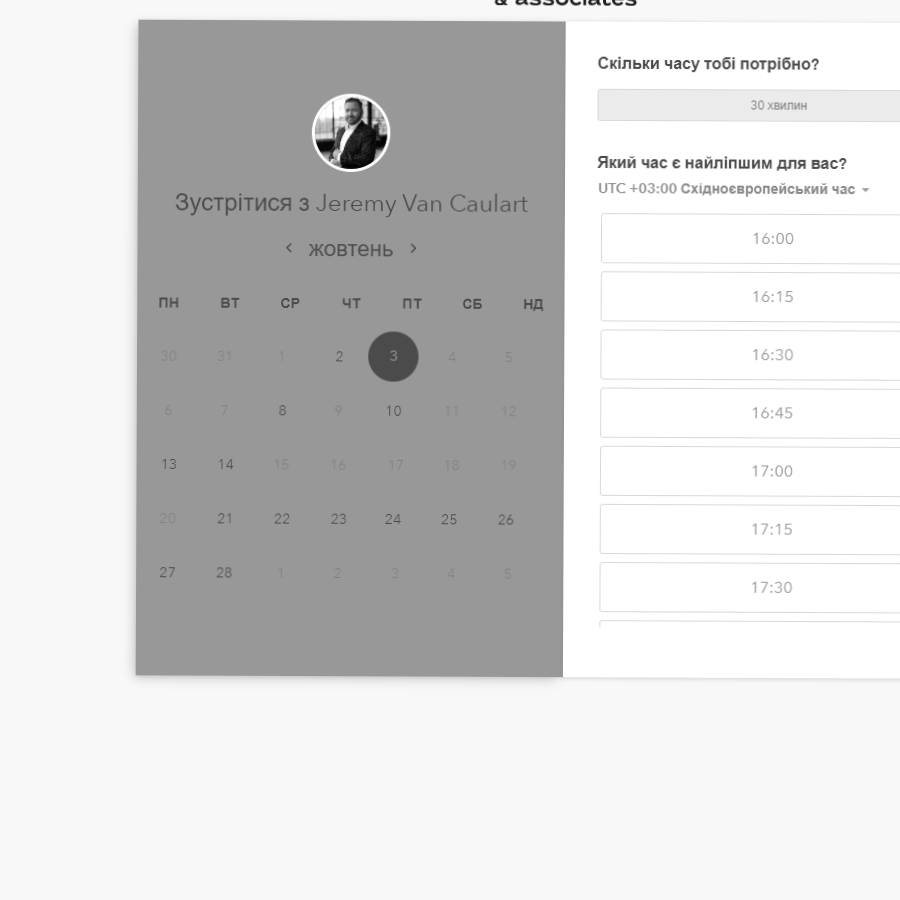 & associates
Зустрітися з Jeremy Van Caulart
жовтень
ПН ВТ СР ЧТ ПТ СБ НД
30 31 1 2 3 4 5
6 7 8 9 10 11 12
13 14 15 16 17 18 19
20 21 22 23 24 25 26
27 28 1 2 3 4 5
Скільки часу тобі потрібно?
30 хвилин
Який час є найліпшим для вас?
UTC +03:00 Східноєвропейський час
16:00
16:15
16:30
16:45
17:00
17:15
17:30